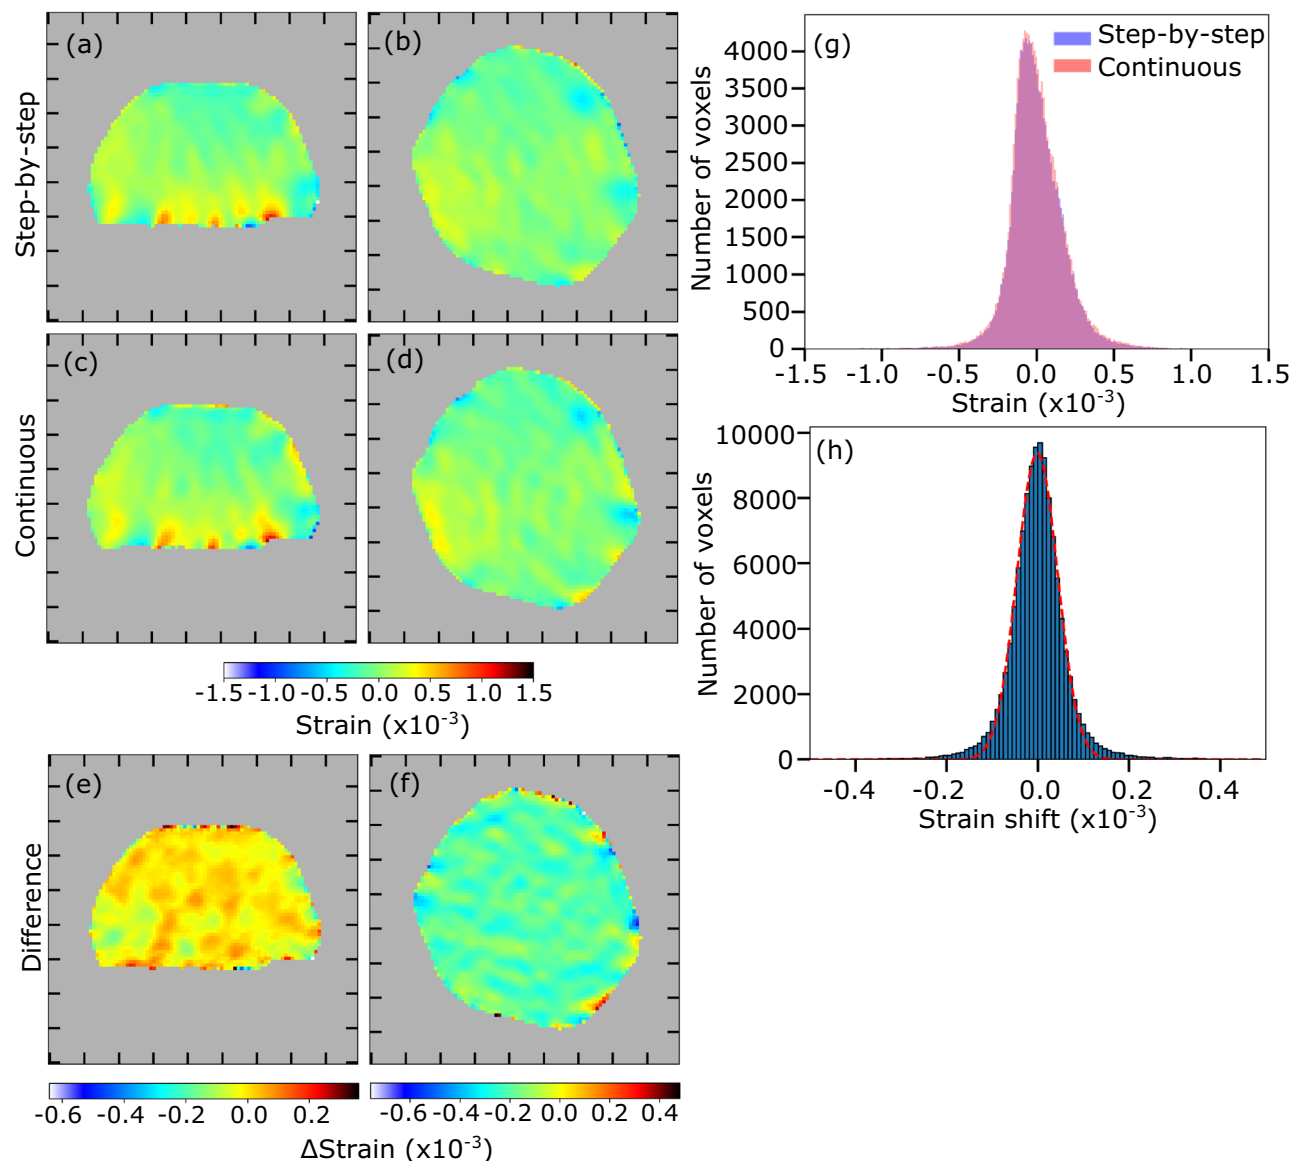 Step-by-step
(a)
(b)
Continuous
(c)
(d)
-1.5 -1.0 -0.5 0.0 0.5 1.0 1.5
Strain (x10⁻³)
Difference
(e)
(f)
-0.6 -0.4 -0.2 0.0 0.2
-0.6 -0.4 -0.2 0.0 0.2 0.4
ΔStrain (x10⁻³)
(g)
Step-by-step
Continuous
Number of voxels
4000
3500
3000
2500
2000
1500
1000
500
0
-1.5 -1.0 -0.5 0.0 0.5 1.0 1.5
Strain (x10⁻³)
(h)
Number of voxels
10000
8000
6000
4000
2000
0
-0.4 -0.2 0.0 0.2 0.4
Strain shift (x10⁻³)